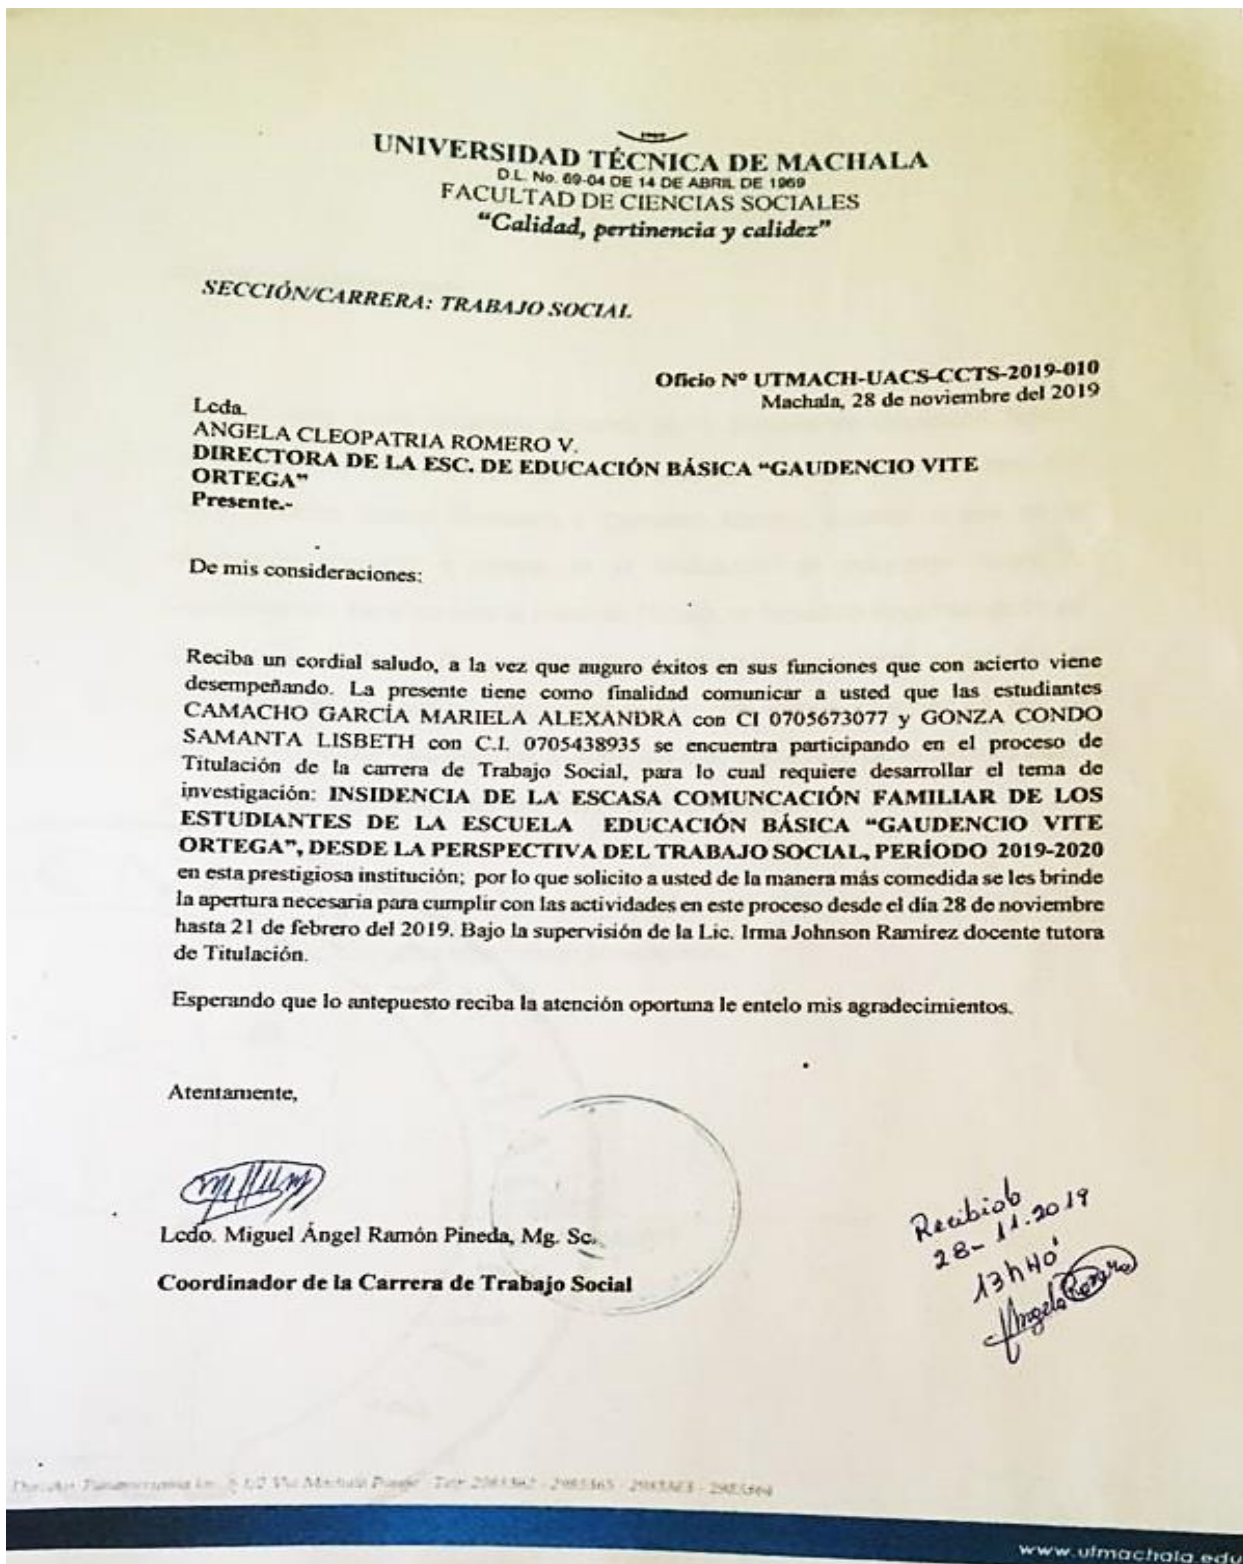 UNIVERSIDAD TÉCNICA DE MACHALA
D.L. No. 69-04 DE 14 DE ABRIL DE 1969
FACULTAD DE CIENCIAS SOCIALES
“Calidad, pertinencia y calidez”
SECCIÓN/CARRERA: TRABAJO SOCIAL
Oficio Nº UTMACH-UACS-CCTS-2019-010
Machala, 28 de noviembre del 2019
Lcda.
ANGELA CLEOPATRIA ROMERO V.
DIRECTORA DE LA ESC. DE EDUCACIÓN BÁSICA “GAUDENCIO VITE
ORTEGA”
Presente.-
De mis consideraciones:
Reciba un cordial saludo, a la vez que auguro éxitos en sus funciones que con acierto viene
desempeñando. La presente tiene como finalidad comunicar a usted que las estudiantes
CAMACHO GARCÍA MARIELA ALEXANDRA con CI 0705673077 y GONZA CONDO
SAMANTA LISBETH con C.I. 0705438935 se encuentra participando en el proceso de
Titulación de la carrera de Trabajo Social, para lo cual requiere desarrollar el tema de
investigación: INSIDENCIA DE LA ESCASA COMUNCACIÓN FAMILIAR DE LOS
ESTUDIANTES DE LA ESCUELA EDUCACIÓN BÁSICA “GAUDENCIO VITE
ORTEGA”, DESDE LA PERSPECTIVA DEL TRABAJO SOCIAL, PERÍODO 2019-2020
en esta prestigiosa institución; por lo que solicito a usted de la manera más comedida se les brinde
la apertura necesaria para cumplir con las actividades en este proceso desde el día 28 de noviembre
hasta 21 de febrero del 2019. Bajo la supervisión de la Lic. Irma Johnson Ramírez docente tutora
de Titulación.
Esperando que lo antepuesto reciba la atención oportuna le entelo mis agradecimientos.
Atentamente,
Lcdo. Miguel Ángel Ramón Pineda, Mg. Sc.
Coordinador de la Carrera de Trabajo Social
Recibiob
28-11.2019
13h40'
Angela Romero
www.utmachala.edu